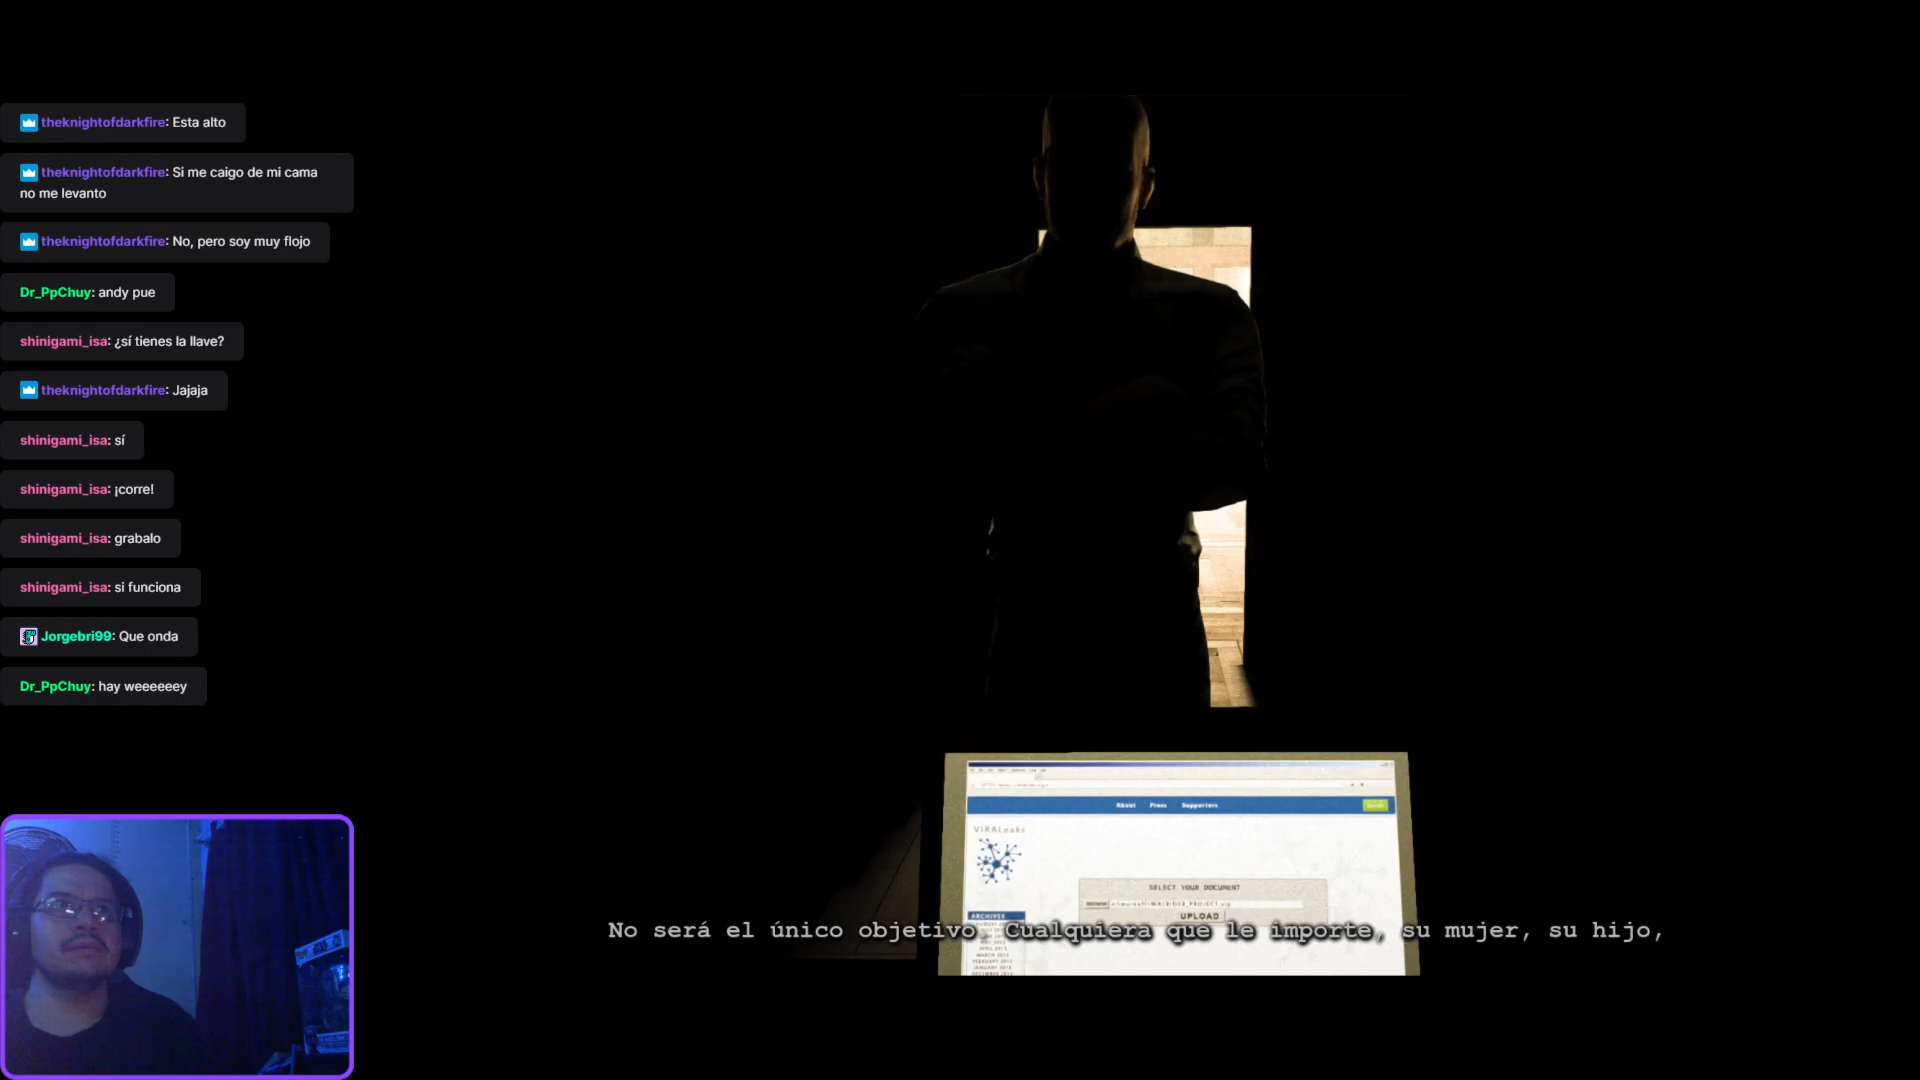 theknightofdarkfire: Esta alto
theknightofdarkfire: Si me caigo de mi cama
no me levanto
theknightofdarkfire: No, pero soy muy flojo
Dr_PpChuy: andy pue
shinigami_isa: ¿sí tienes la llave?
theknightofdarkfire: Jajaja
shinigami_isa: sí
shinigami_isa: ¡corre!
shinigami_isa: grabalo
shinigami_isa: si funciona
Jorgebri99: Que onda
Dr_PpChuy: hay weeeeeey
About Press Supporters
VIRALeaks
SELECT YOUR DOCUMENT
UPLOAD
ARCHIVES
No será el único objetivo. Cualquiera que le importe, su mujer, su hijo,